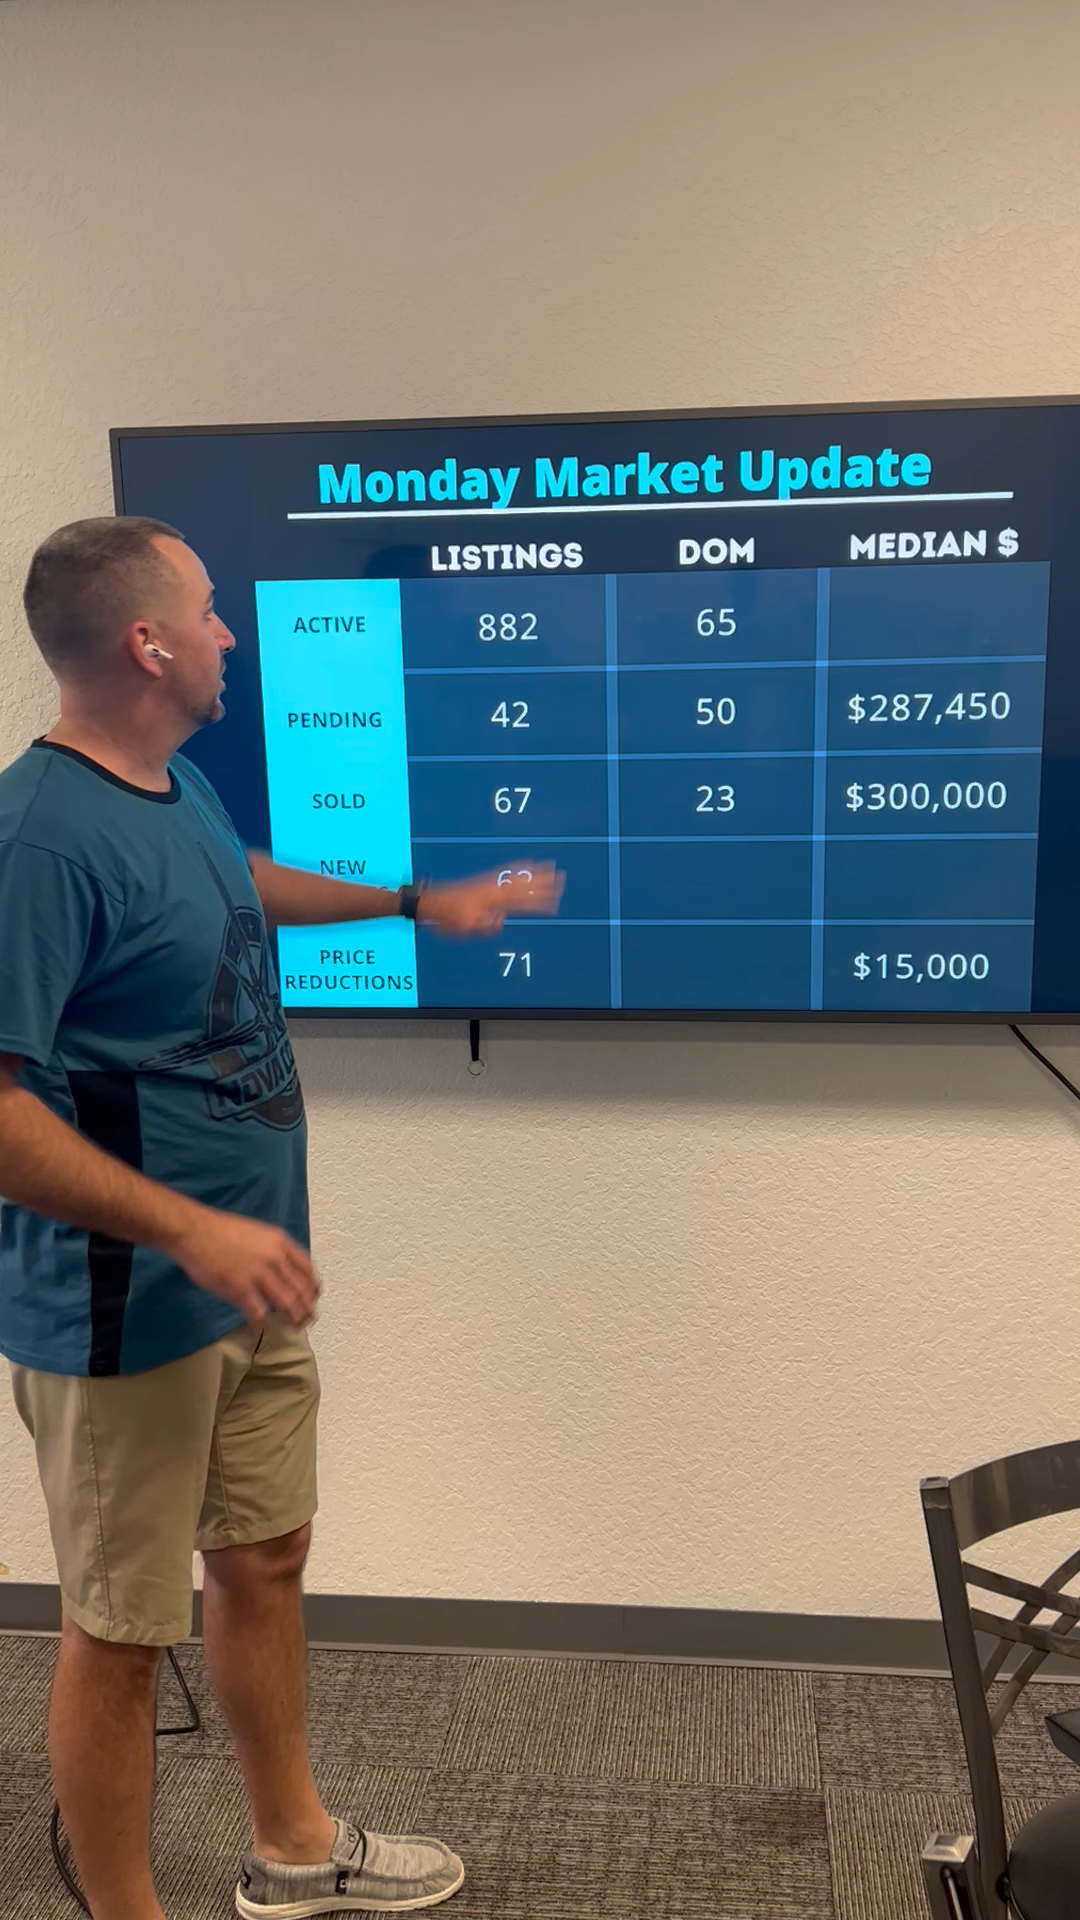 Monday Market Update
LISTINGS DOM MEDIAN $
ACTIVE 882 65
PENDING 42 50 $287,450
SOLD 67 23 $300,000
NEW
PRICE
REDUCTIONS 71 $15,000
NOVA